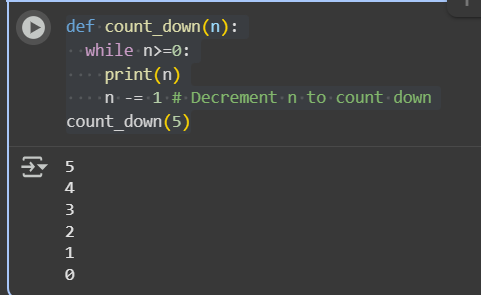 def count_down(n):
  while n>=0:
    print(n)
    n -= 1 # Decrement n to count down
count_down(5)
5
4
3
2
1
0